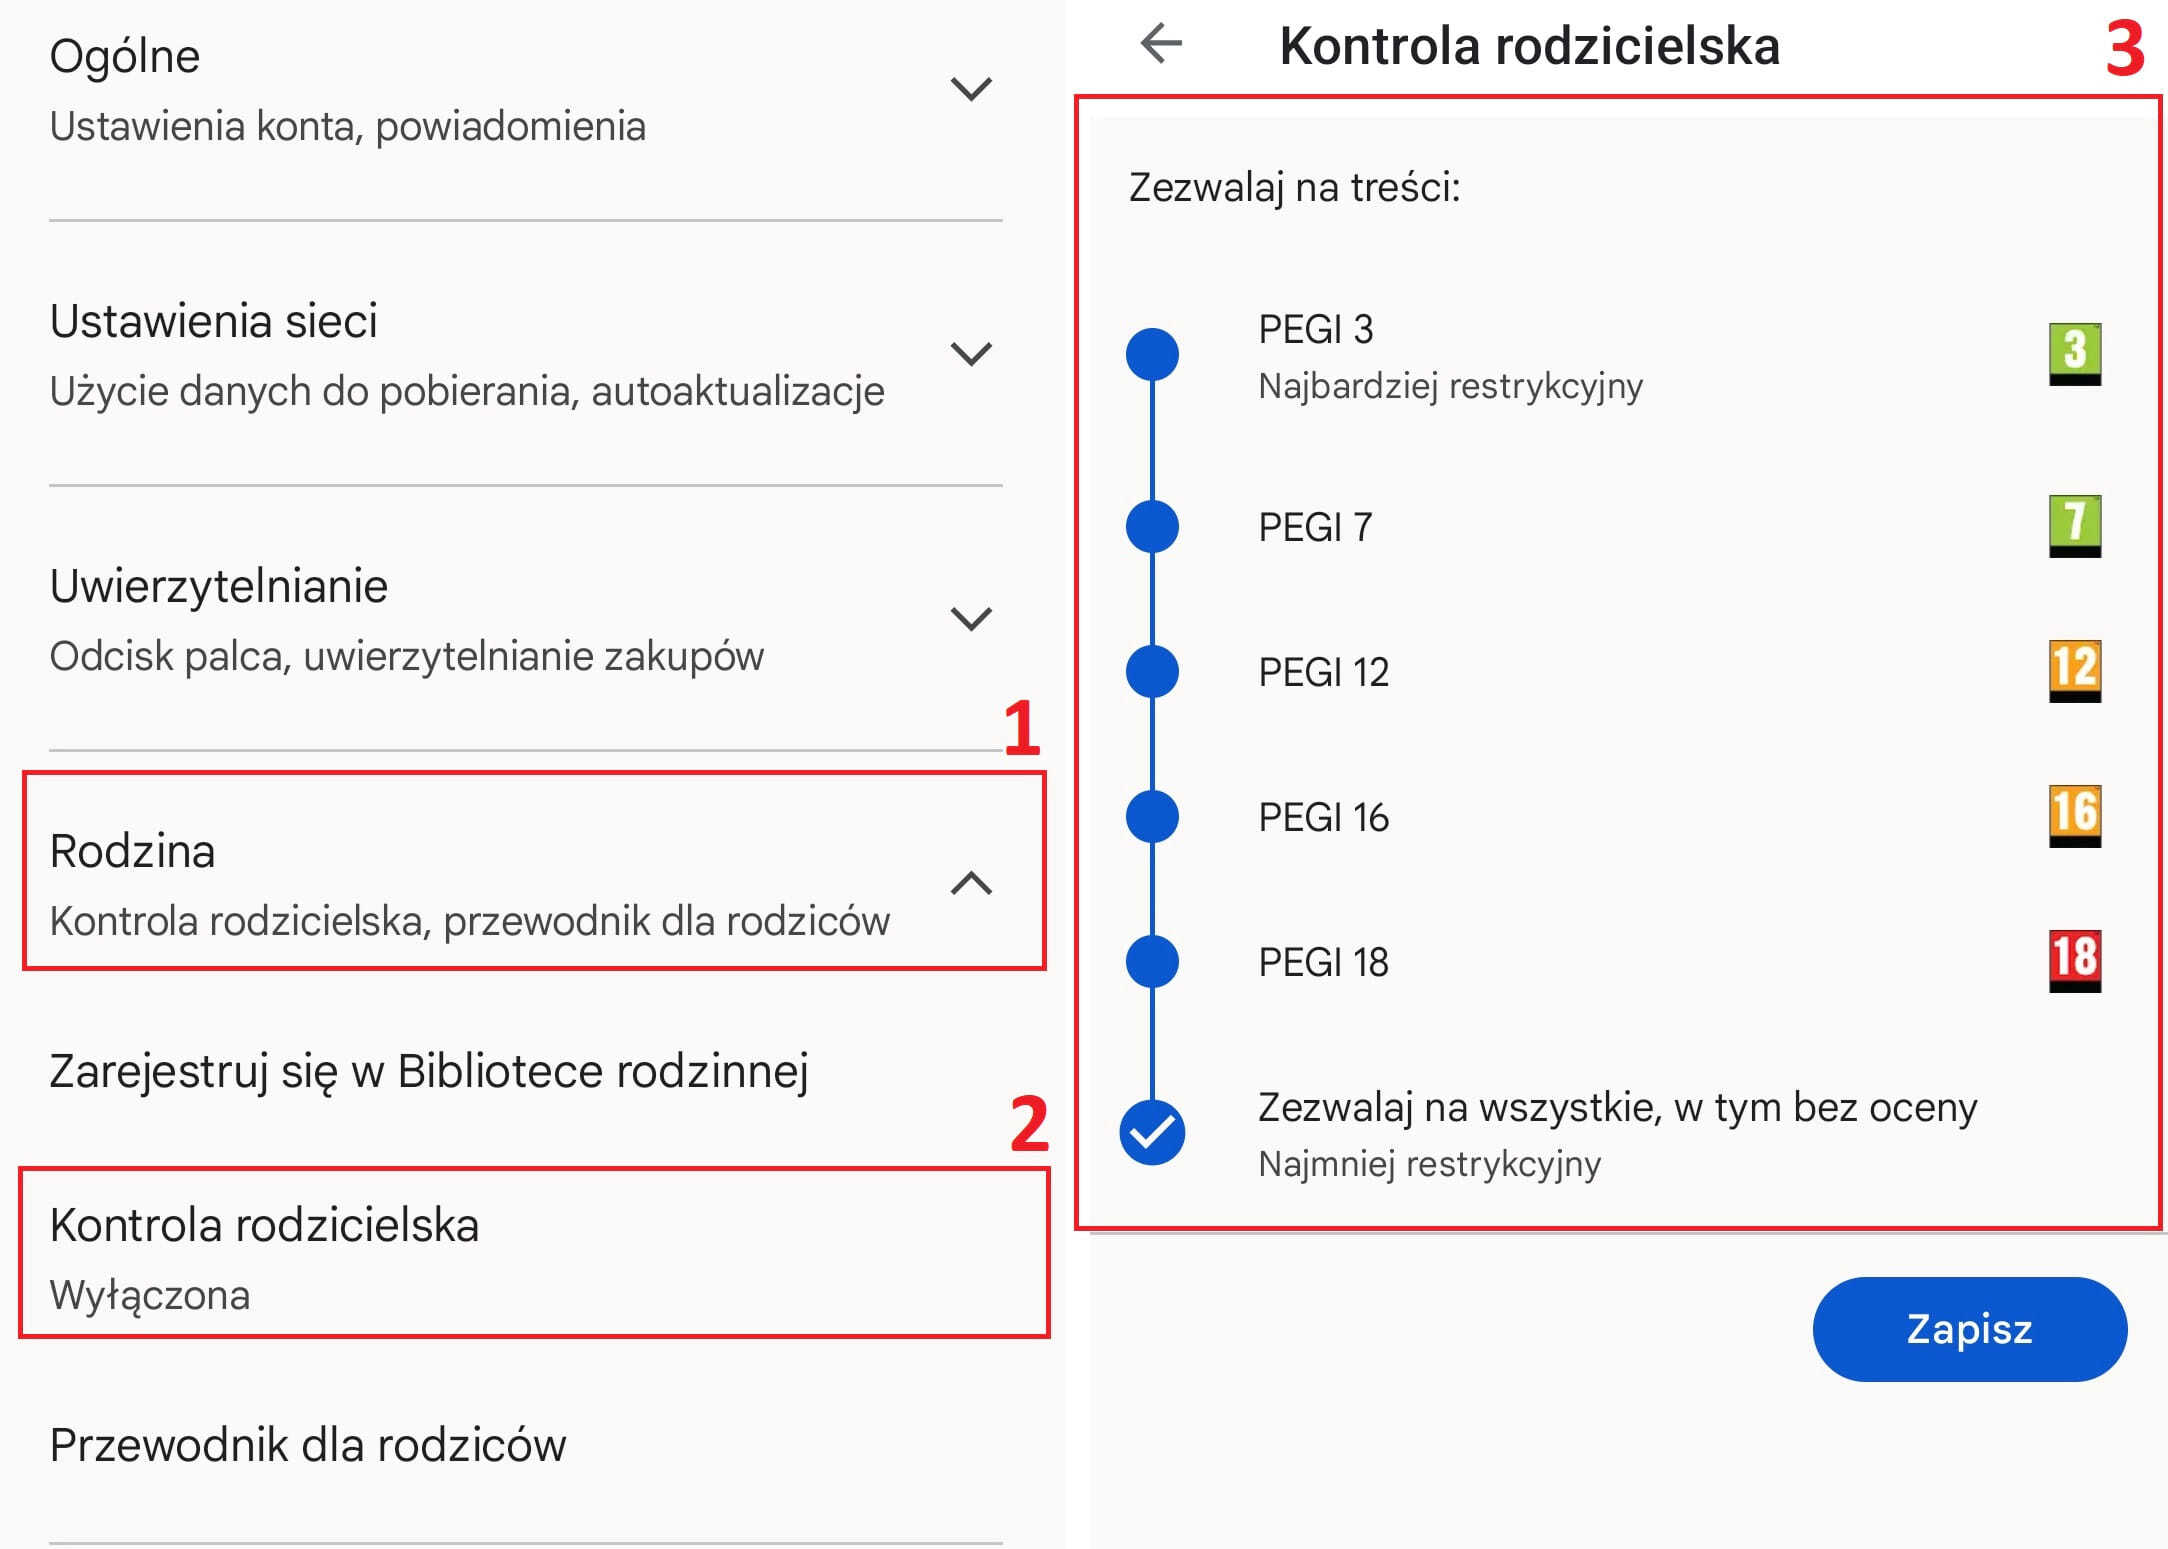 Ogólne
Ustawienia konta, powiadomienia
Ustawienia sieci
Użycie danych do pobierania, autoaktualizacje
Uwierzytelnianie
Odcisk palca, uwierzytelnianie zakupów
1
Rodzina
Kontrola rodzicielska, przewodnik dla rodziców
Zarejestruj się w Bibliotece rodzinnej
2
Kontrola rodzicielska
Wyłączona
Przewodnik dla rodziców
Kontrola rodzicielska
3
Zezwalaj na treści:
PEGI 3
Najbardziej restrykcyjny
3
PEGI 7
7
PEGI 12
12
PEGI 16
16
PEGI 18
18
Zezwalaj na wszystkie, w tym bez oceny
Najmniej restrykcyjny
Zapisz